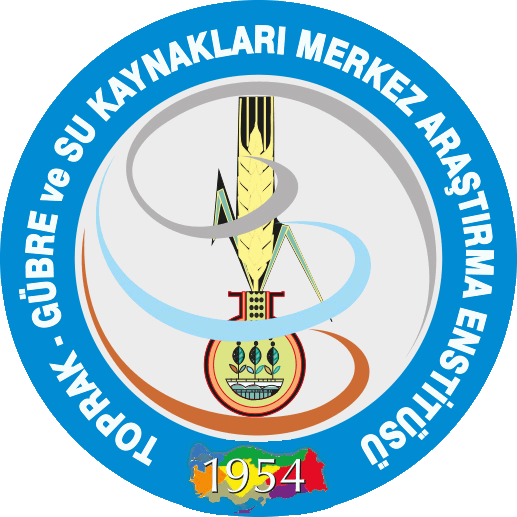 TOPRAK - GÜBRE ve SU KAYNAKLARI MERKEZ ARAŞTIRMA ENSTİTÜSÜ
1954